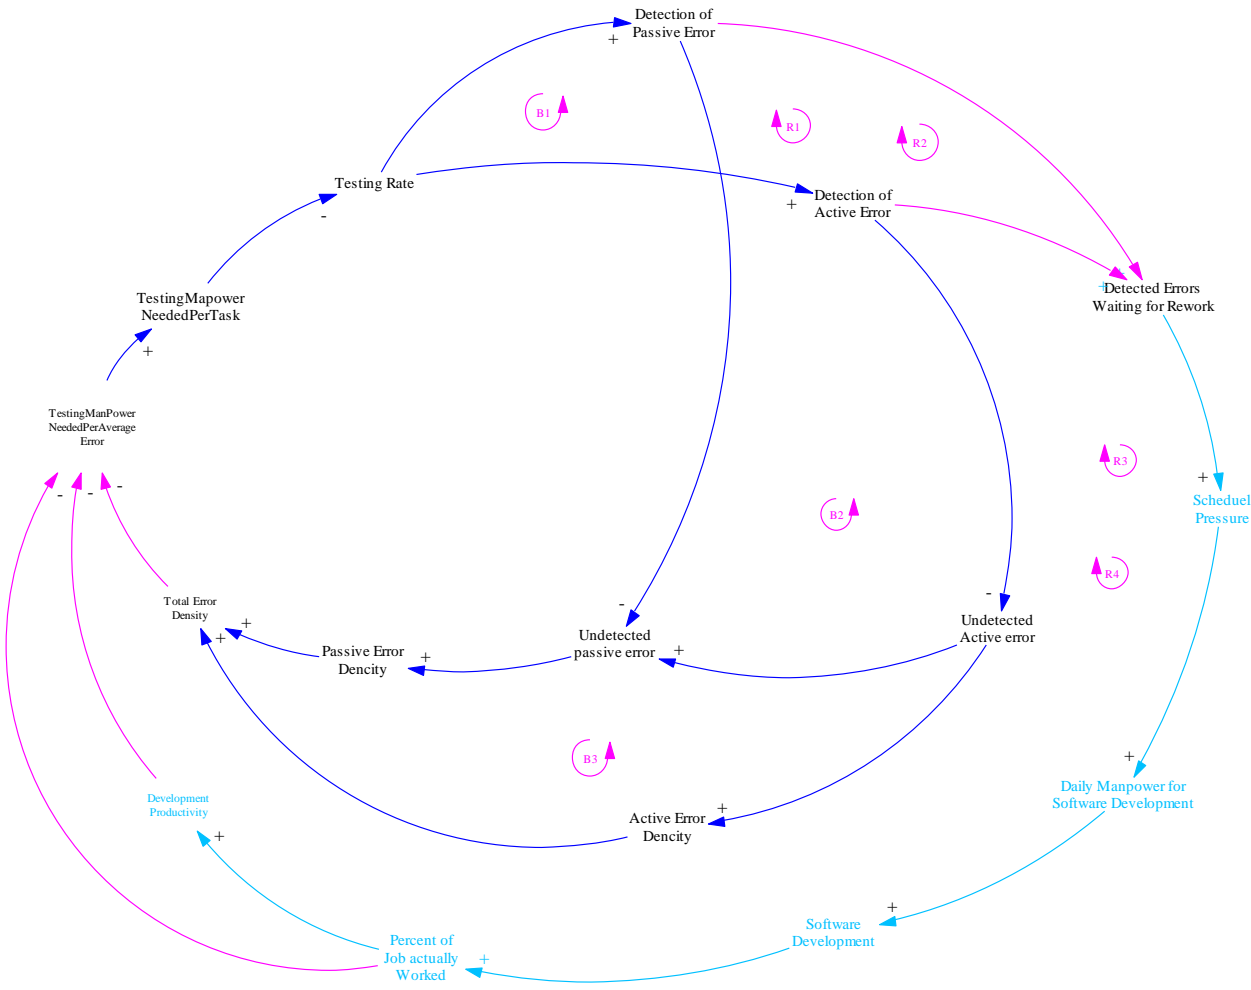 Detection of
Passive Error
+
B1
R1
R2
Testing Rate
-
Detection of
Active Error
+
TestingMapower
NeededPerTask
+
+
Detected Errors
Waiting for Rework
TestingManPower
NeededPerAverage
Error
-
-
-
R3
+
Scheduel
Pressure
B2
R4
Total Error
Density
+
+
Passive Error
Dencity
+
-
Undetected
passive error
+
-
Undetected
Active error
B3
+
Daily Manpower for
Software Development
Development
Productivity
+
Active Error
Dencity
+
+
Software
Development
Percent of
Job actually
Worked
+